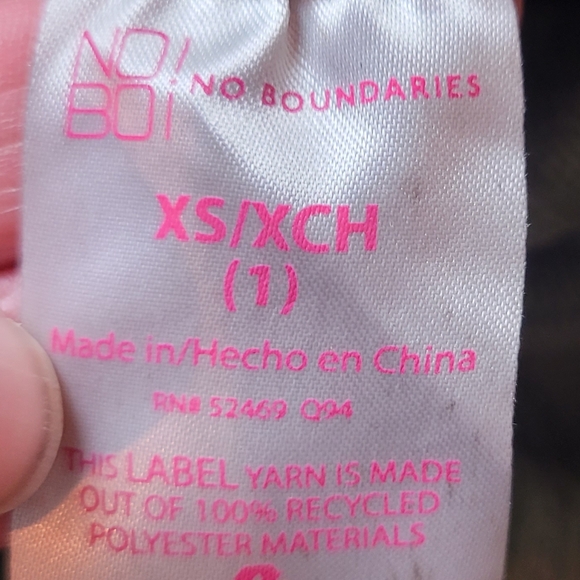 NO!
BO!
NO BOUNDARIES
XS/XCH
(1)
Made in/Hecho en China
RN# 52469 Q94
THIS LABEL YARN IS MADE
OUT OF 100% RECYCLED
POLYESTER MATERIALS